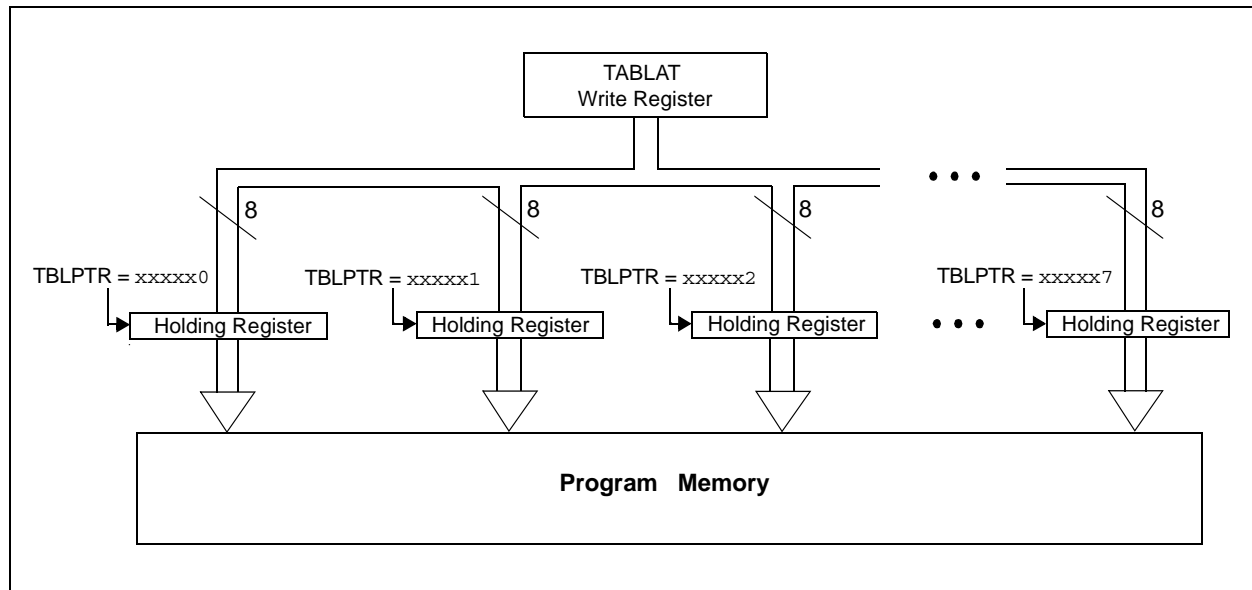 TABLAT
Write Register
• • •
8
8
8
8
TBLPTR = xxxxx0
TBLPTR = xxxxx1
TBLPTR = xxxxx2
TBLPTR = xxxxx7
Holding Register
Holding Register
Holding Register
• • •
Holding Register
Program Memory